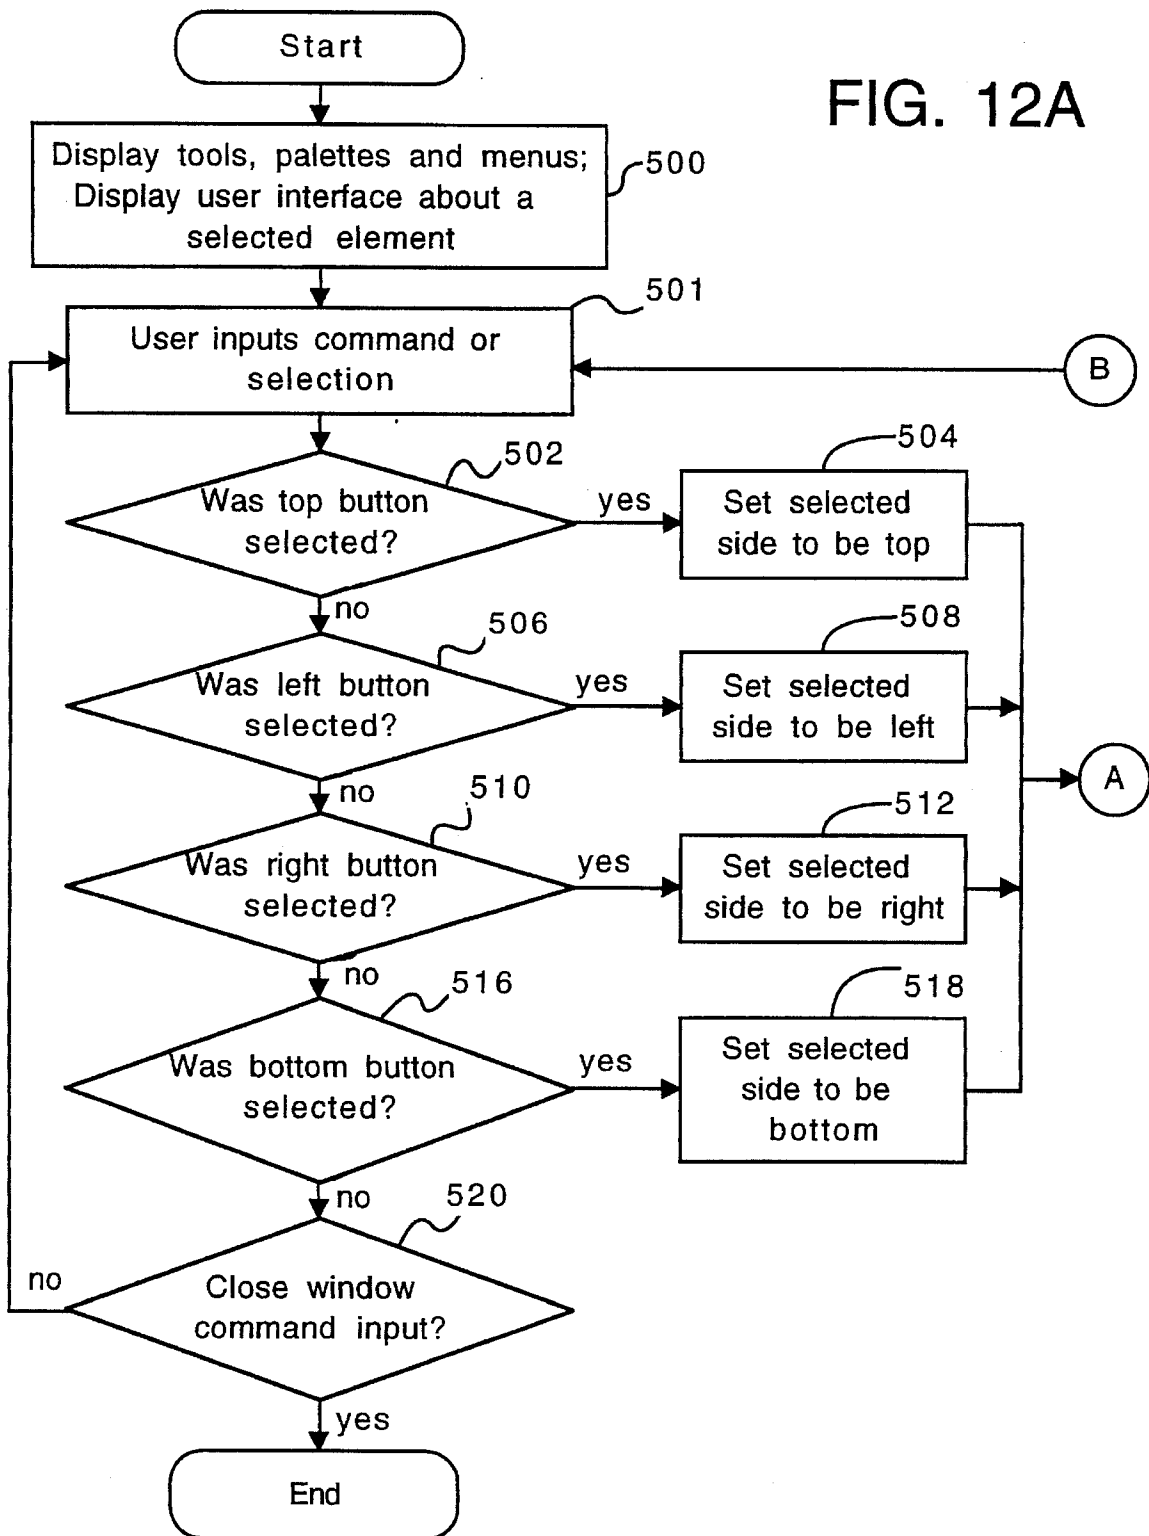 Start
FIG. 12A
Display tools, palettes and menus;
Display user interface about a
selected element
500
501
User inputs command or
selection
B
502
Was top button
selected?
yes
504
Set selected
side to be top
no
506
Was left button
selected?
yes
508
Set selected
side to be left
A
no
510
Was right button
selected?
yes
512
Set selected
side to be right
no
516
Was bottom button
selected?
yes
518
Set selected
side to be
bottom
no
520
Close window
command input?
no
yes
End